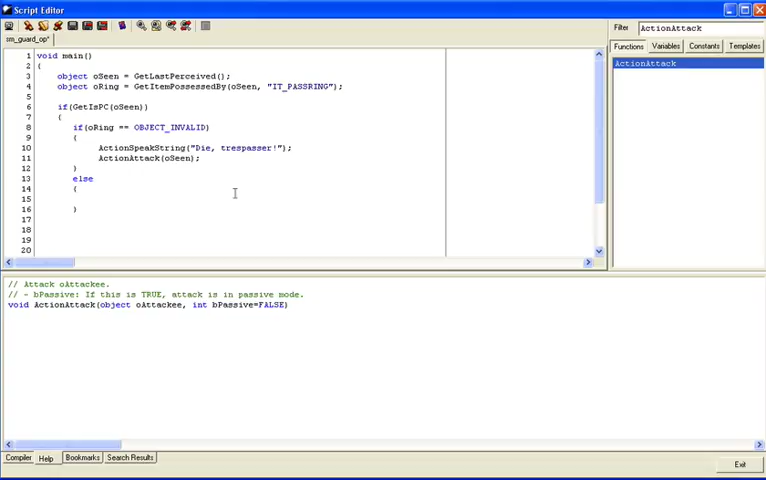 Script Editor
Filter ActionAttack
sm_guard_op*
Functions Variables Constants Templates
ActionAttack
1 void main()
2 {
3 object oSeen = GetLastPerceived();
4 object oRing = GetItemPossessedBy(oSeen, "IT_PASSRING");
5
6 if(GetIsPC(oSeen))
7 {
8 if(oRing == OBJECT_INVALID)
9 {
10 ActionSpeakString("Die, trespasser!");
11 ActionAttack(oSeen);
12 }
13 else
14 {
15
16 }
17
18
19
20
// Attack oAttackee.
// - bPassive: If this is TRUE, attack is in passive mode.
void ActionAttack(object oAttackee, int bPassive=FALSE)
Compiler Help Bookmarks Search Results
Exit